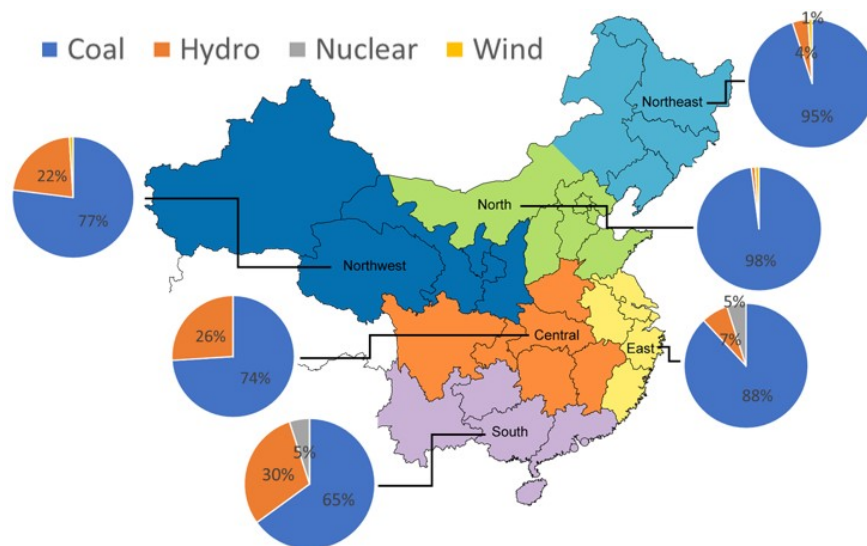 Coal Hydro Nuclear Wind
1%
4%
95%
Northeast
22%
77%
North
98%
Northwest
26%
74%
Central
5%
7%
East
88%
South
5%
30%
65%